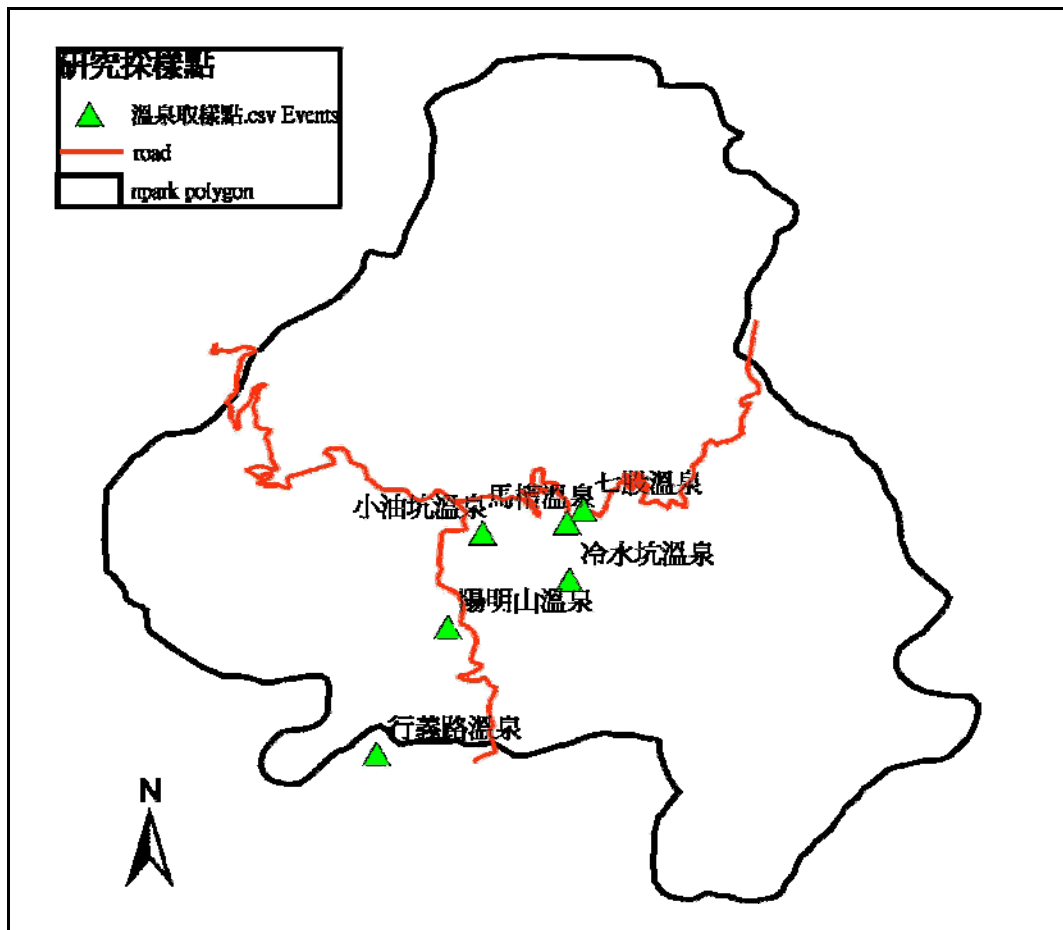 研究採樣點
溫泉取樣點.csv Events
road
npark polygon
七股溫泉
馬槽溫泉
小油坑溫泉
冷水坑溫泉
陽明山溫泉
行義路溫泉
N